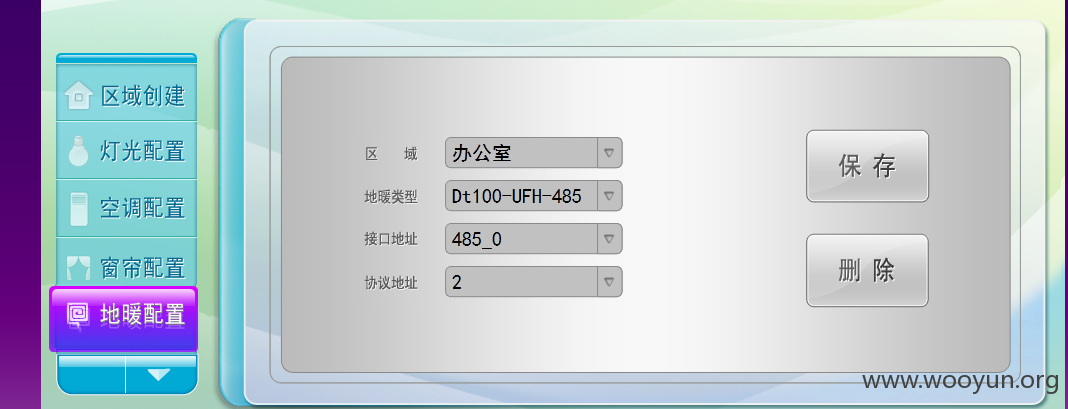 区域创建
灯光配置
空调配置
窗帘配置
地暖配置
区 域 办公室
地暖类型 Dt100-UFH-485
接口地址 485_0
协议地址 2
保 存
删 除
www.wooyun.org